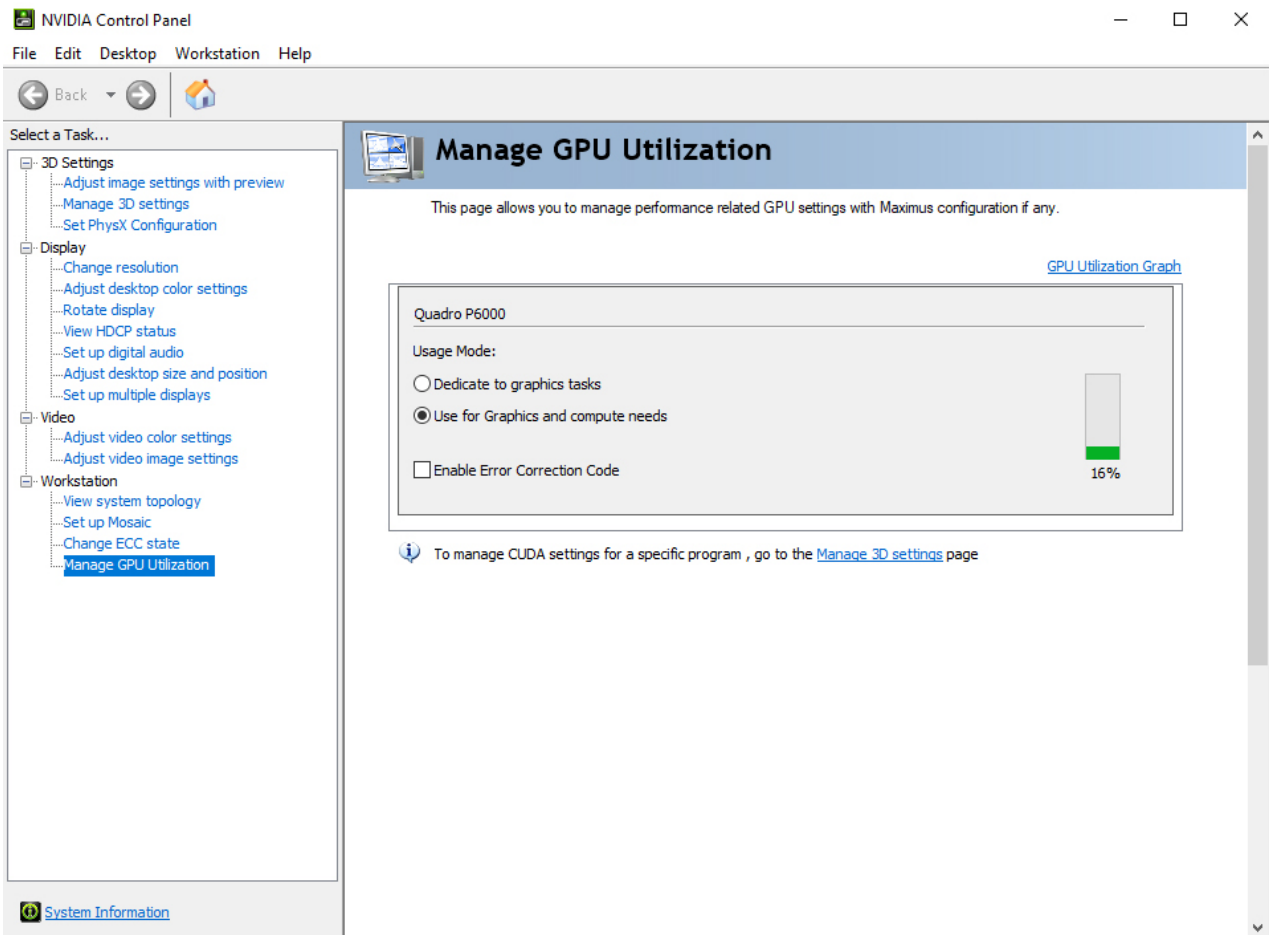 NVIDIA Control Panel
File Edit Desktop Workstation Help
Back
Select a Task...
3D Settings
Adjust image settings with preview
Manage 3D settings
Set PhysX Configuration
Display
Change resolution
Adjust desktop color settings
Rotate display
View HDCP status
Set up digital audio
Adjust desktop size and position
Set up multiple displays
Video
Adjust video color settings
Adjust video image settings
Workstation
View system topology
Set up Mosaic
Change ECC state
Manage GPU Utilization
System Information
Manage GPU Utilization
This page allows you to manage performance related GPU settings with Maximus configuration if any.
GPU Utilization Graph
Quadro P6000
Usage Mode:
Dedicate to graphics tasks
Use for Graphics and compute needs
Enable Error Correction Code
16%
To manage CUDA settings for a specific program , go to the Manage 3D settings page